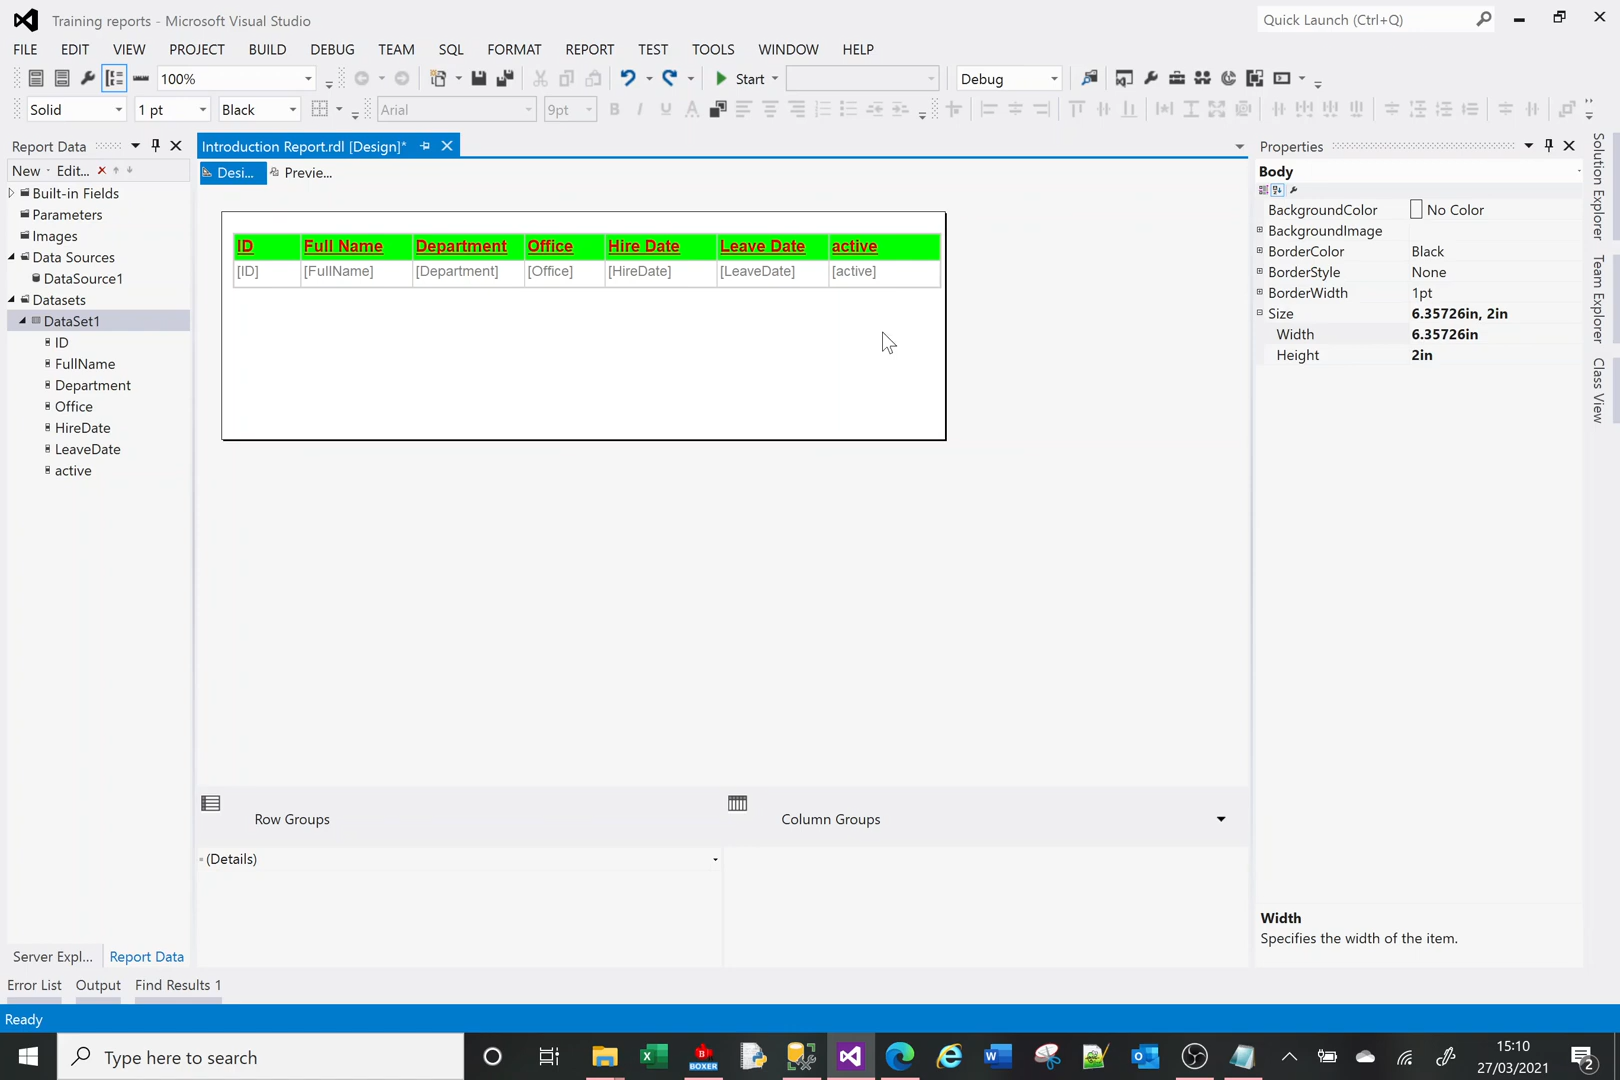 Training reports - Microsoft Visual Studio
Quick Launch (Ctrl+Q)
FILE EDIT VIEW PROJECT BUILD DEBUG TEAM SQL FORMAT REPORT TEST TOOLS WINDOW HELP
100% Start Debug
Solid 1 pt Black Arial 9pt B I U A
Report Data
Introduction Report.rdl [Design]*
Properties
New Edit...
Desi...
Previe...
Body
Built-in Fields
Parameters
Images
Data Sources
DataSource1
Datasets
DataSet1
ID
FullName
Department
Office
HireDate
LeaveDate
active
ID Full Name Department Office Hire Date Leave Date active
[ID] [FullName] [Department] [Office] [HireDate] [LeaveDate] [active]
BackgroundColor No Color
BackgroundImage
BorderColor Black
BorderStyle None
BorderWidth 1pt
Size 6.35726in, 2in
Width 6.35726in
Height 2in
Solution Explorer
Team Explorer
Class View
Row Groups
Column Groups
(Details)
Width
Specifies the width of the item.
Server Expl...
Report Data
Error List Output Find Results 1
Ready
Type here to search
BOXER
15:10
27/03/2021
2